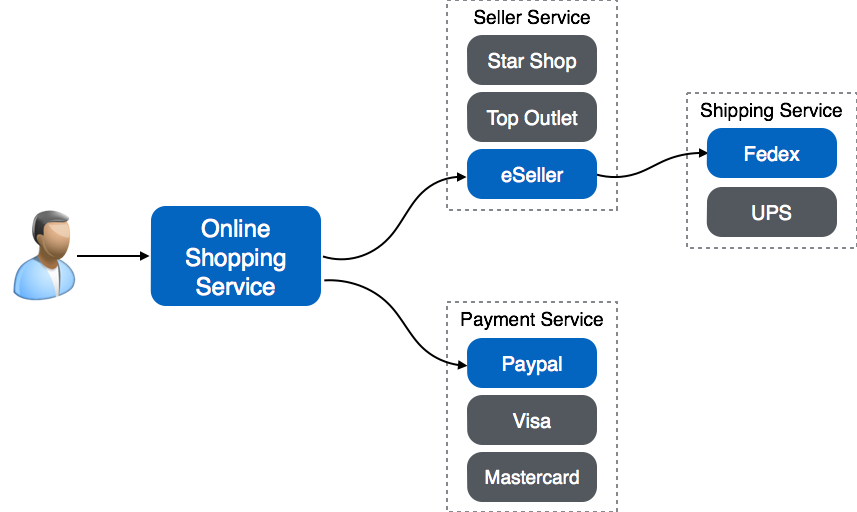 Seller Service
Star Shop
Top Outlet
eSeller
Shipping Service
Fedex
UPS
Online
Shopping
Service
Payment Service
Paypal
Visa
Mastercard